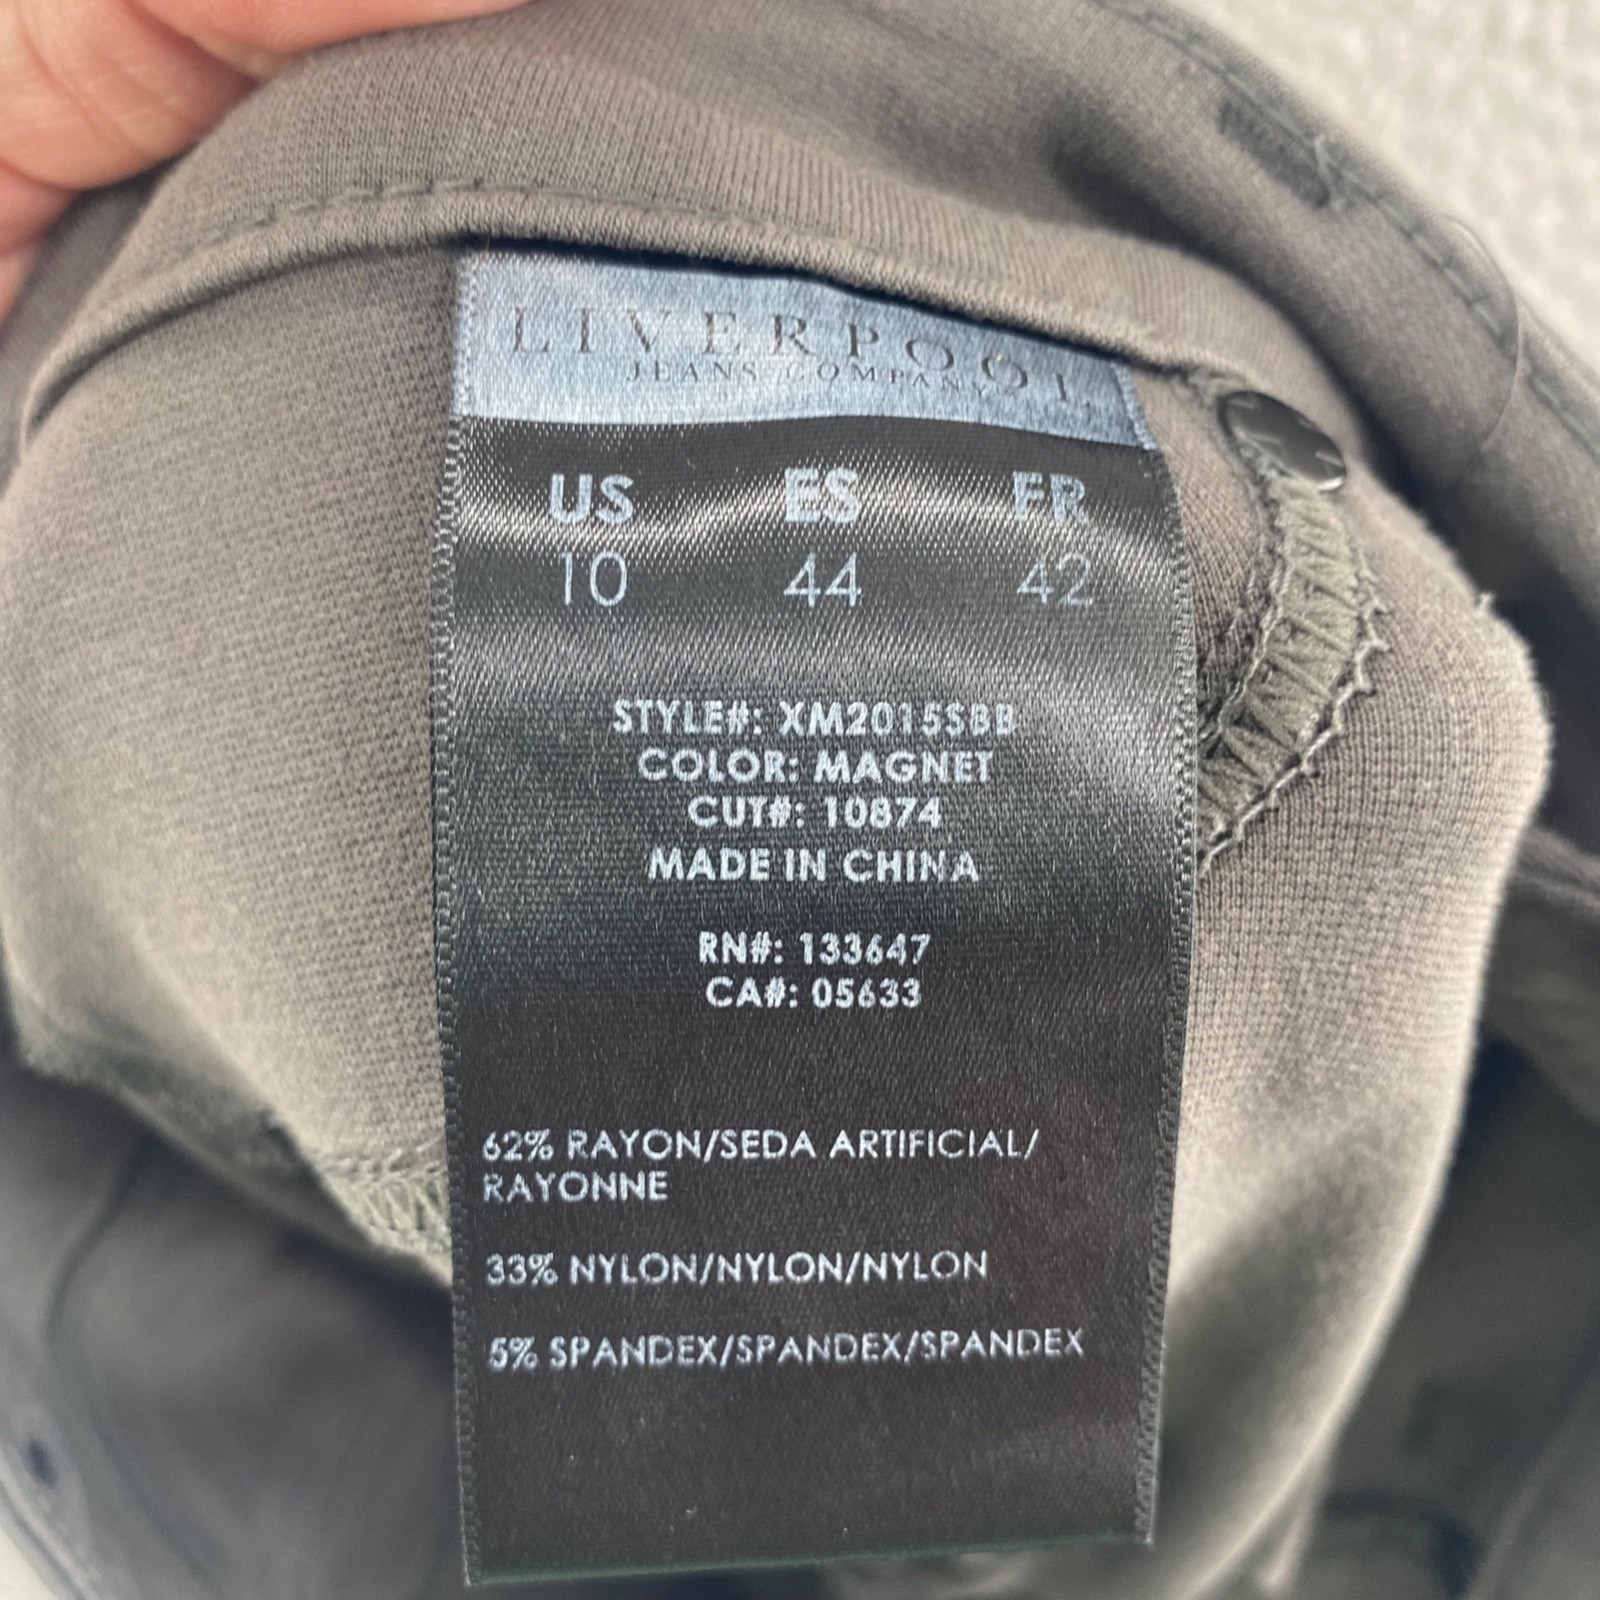 LIVERPOOL
JEANS COMPANY
US ES FR
10 44 42
STYLE#: XM2015SBB
COLOR: MAGNET
CUT#: 10874
MADE IN CHINA
RN#: 133647
CA#: 05633
62% RAYON/SEDA ARTIFICIAL/
RAYONNE
33% NYLON/NYLON/NYLON
5% SPANDEX/SPANDEX/SPANDEX